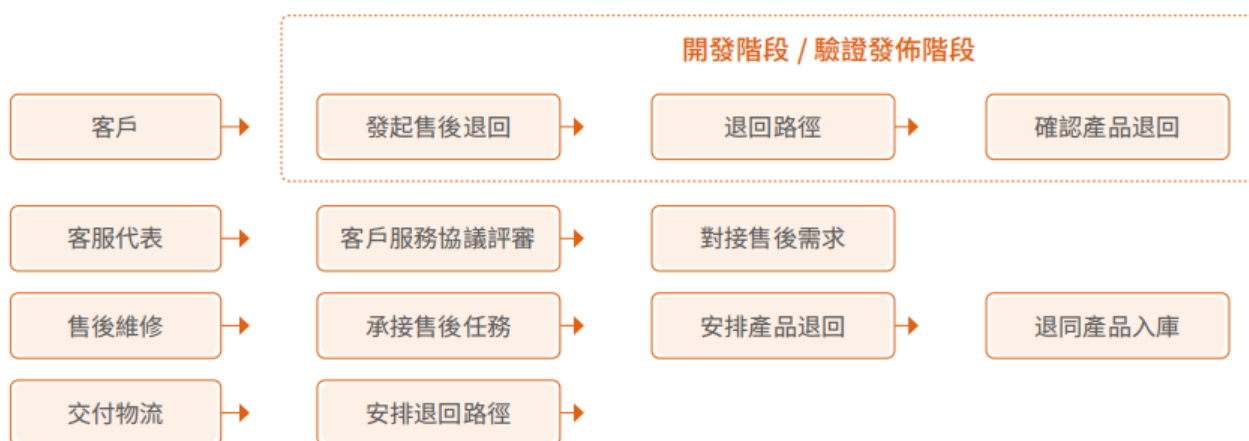 開發階段 / 驗證發佈階段
客戶
發起售後退回
退回路徑
確認產品退回
客服代表
客戶服務協議評審
對接售後需求
售後維修
承接售後任務
安排產品退回
退同產品入庫
交付物流
安排退回路徑